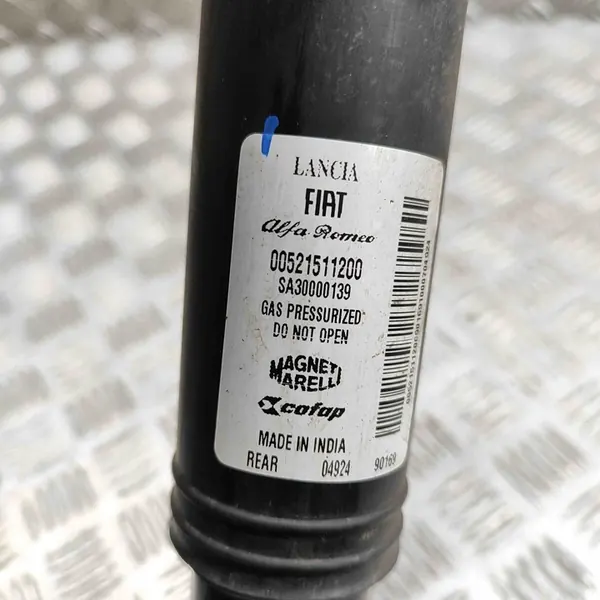 LANCIA
FIAT
Alfa Romeo
00521511200
SA30000139
GAS PRESSURIZED
DO NOT OPEN
MAGNETI
MARELLI
cofap
MADE IN INDIA
REAR 04924 90169